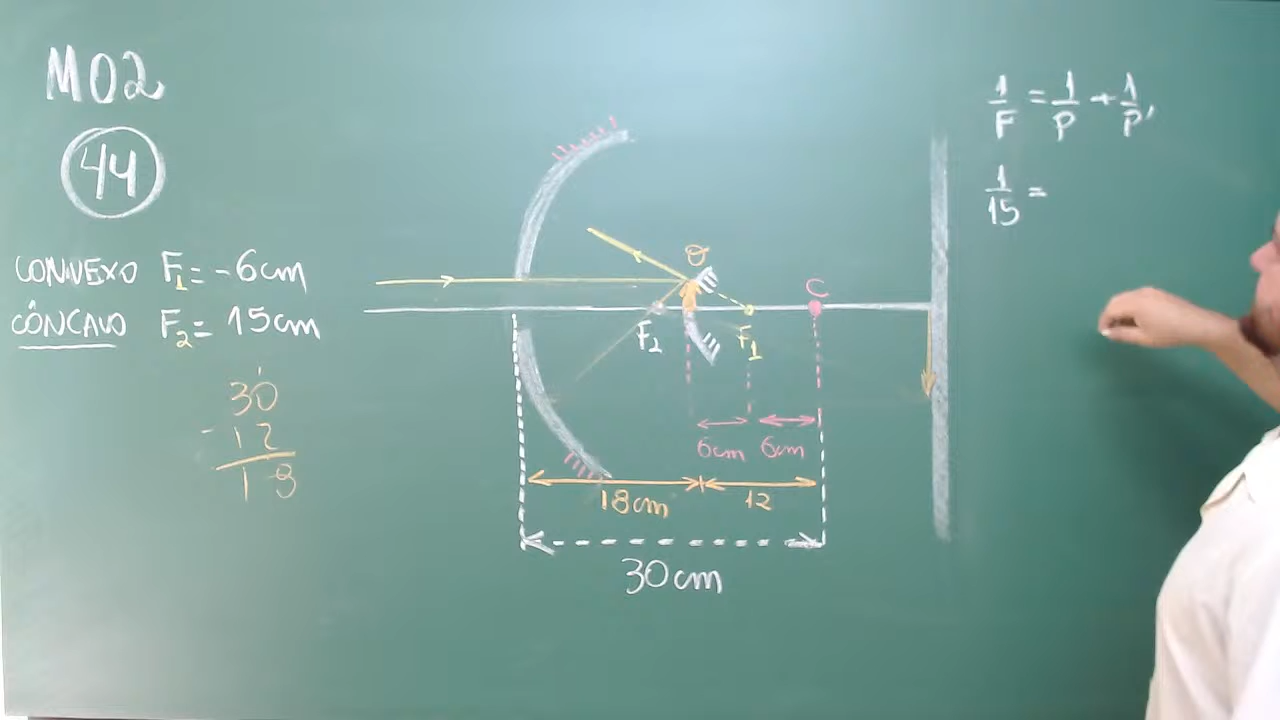 M02
44
CONVEXO F₁ = -6cm
CÔNCAVO F₂ = 15cm
30
- 12
18
1/F = 1/P + 1/P,
1/15 =
O
C
F₂
F₁
6cm 6cm
18cm 12
30cm